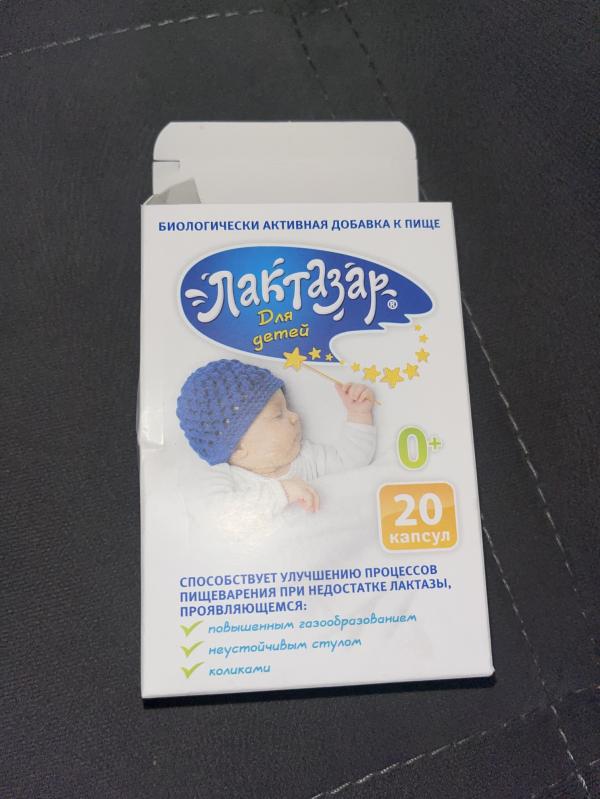 БИОЛОГИЧЕСКИ АКТИВНАЯ ДОБАВКА К ПИЩЕ
Лактазар®
Для
детей
0+
20
капсул
СПОСОБСТВУЕТ УЛУЧШЕНИЮ ПРОЦЕССОВ
ПИЩЕВАРЕНИЯ ПРИ НЕДОСТАТКЕ ЛАКТАЗЫ,
ПРОЯВЛЯЮЩЕМСЯ:
повышенным газообразованием
неустойчивым стулом
коликами